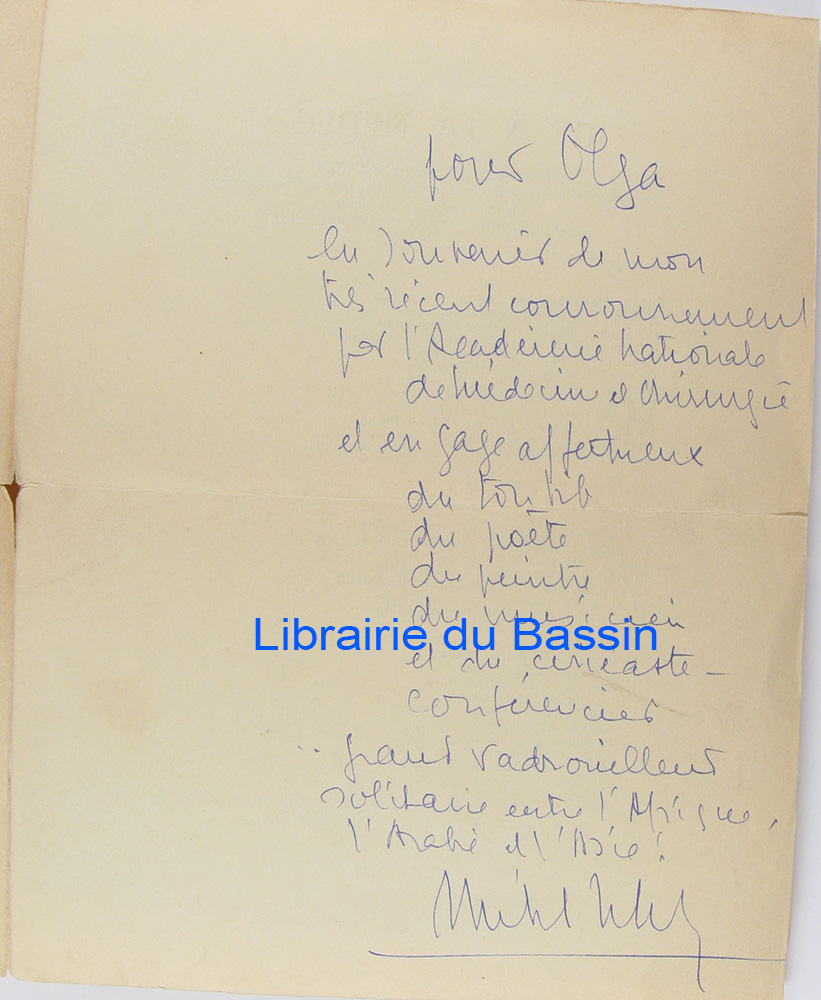 pour Olga
en souvenir de mon
très récent couronnement
par l'Académie nationale
de médecine et chirurgie
et en gage affectueux
du toubib
du poète
du peintre
du musicien
Librairie du Bassin
et du cinéaste-
conférencier
.. grand vadrouilleur
solitaire entre l'Afrique,
l'Arabie et l'Asie !
Michel